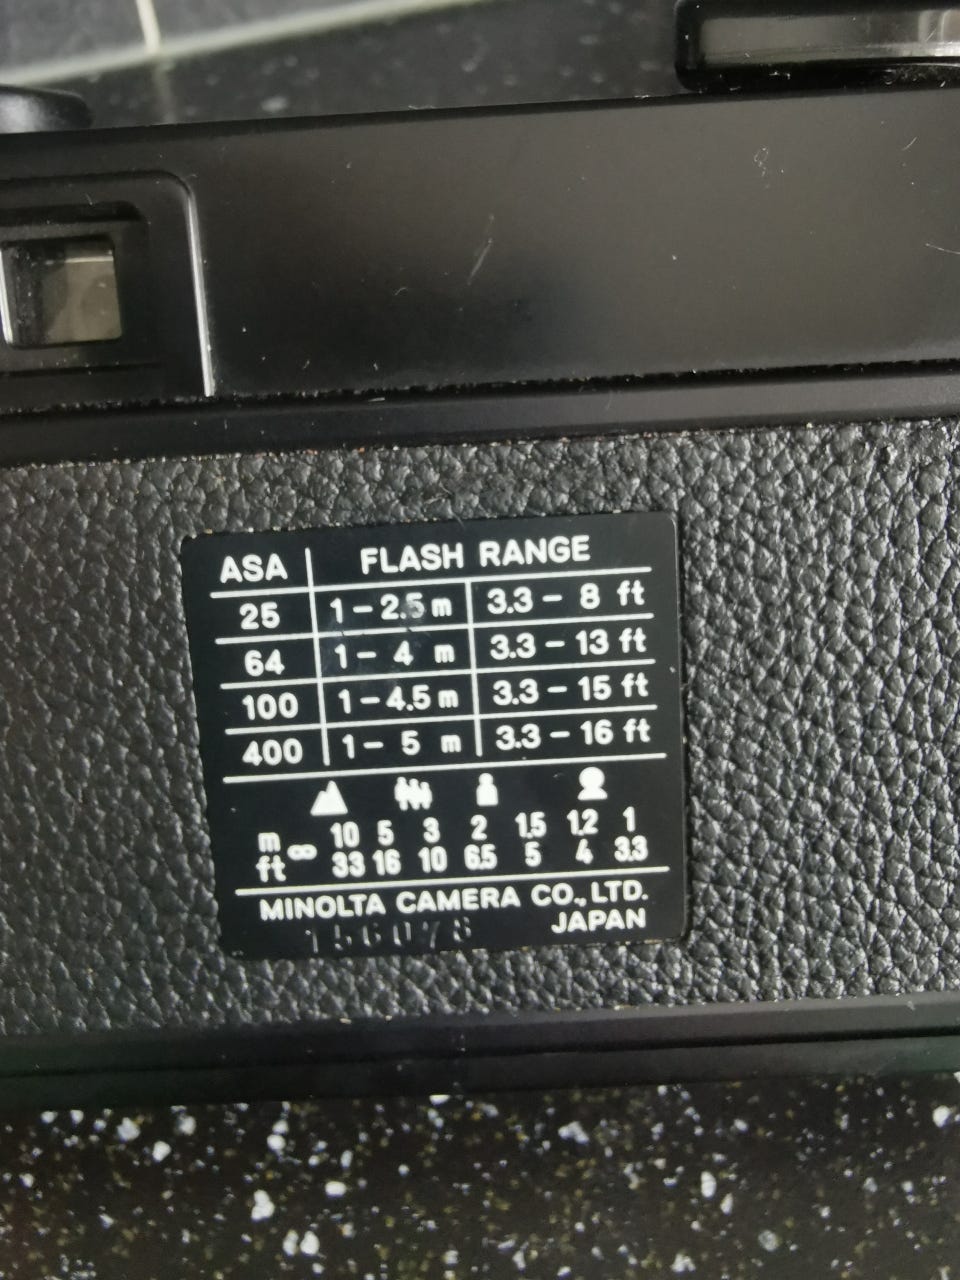 ASA FLASH RANGE
25 1 - 2.5 m 3.3 - 8 ft
64 1 - 4 m 3.3 - 13 ft
100 1 - 4.5 m 3.3 - 15 ft
400 1 - 5 m 3.3 - 16 ft
m ∞ 10 5 3 2 1.5 1.2 1
ft 33 16 10 6.5 5 4 3.3
MINOLTA CAMERA CO., LTD.
JAPAN
156078